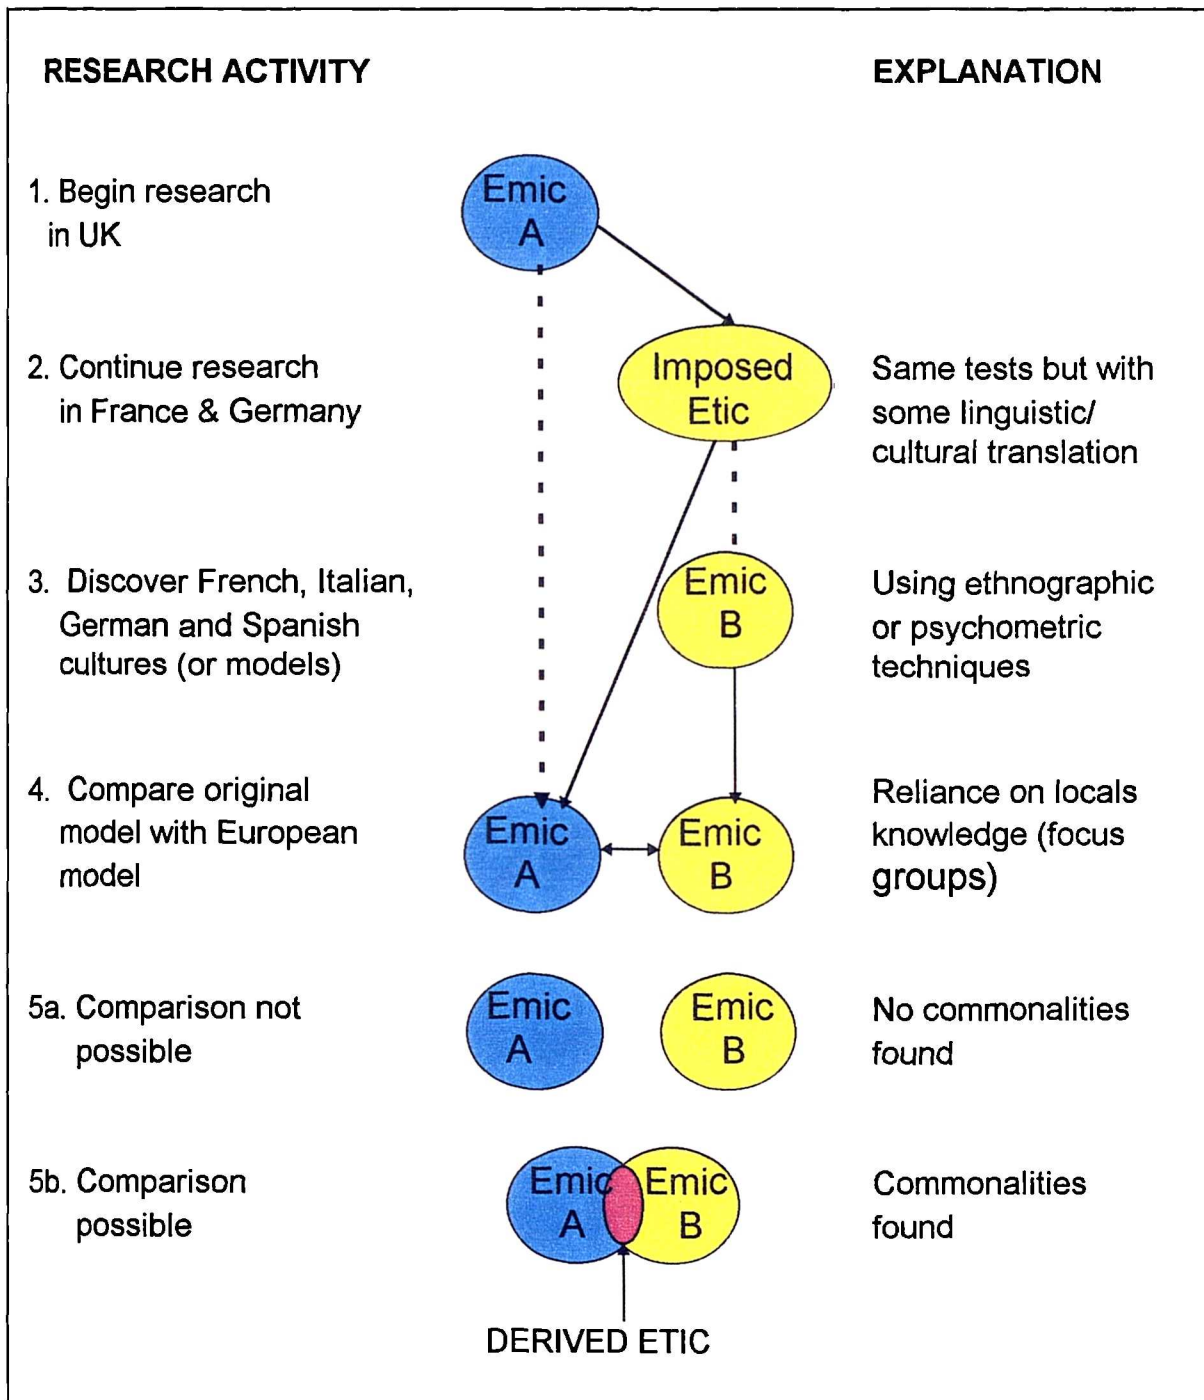 RESEARCH ACTIVITY
EXPLANATION
1. Begin research
in UK
Emic
A
2. Continue research
in France & Germany
Imposed
Etic
Same tests but with
some linguistic/
cultural translation
3. Discover French, Italian,
German and Spanish
cultures (or models)
Emic
B
Using ethnographic
or psychometric
techniques
4. Compare original
model with European
model
Emic
A
Emic
B
Reliance on locals
knowledge (focus
groups)
5a. Comparison not
possible
Emic
A
Emic
B
No commonalities
found
5b. Comparison
possible
Emic
A
Emic
B
Commonalities
found
DERIVED ETIC